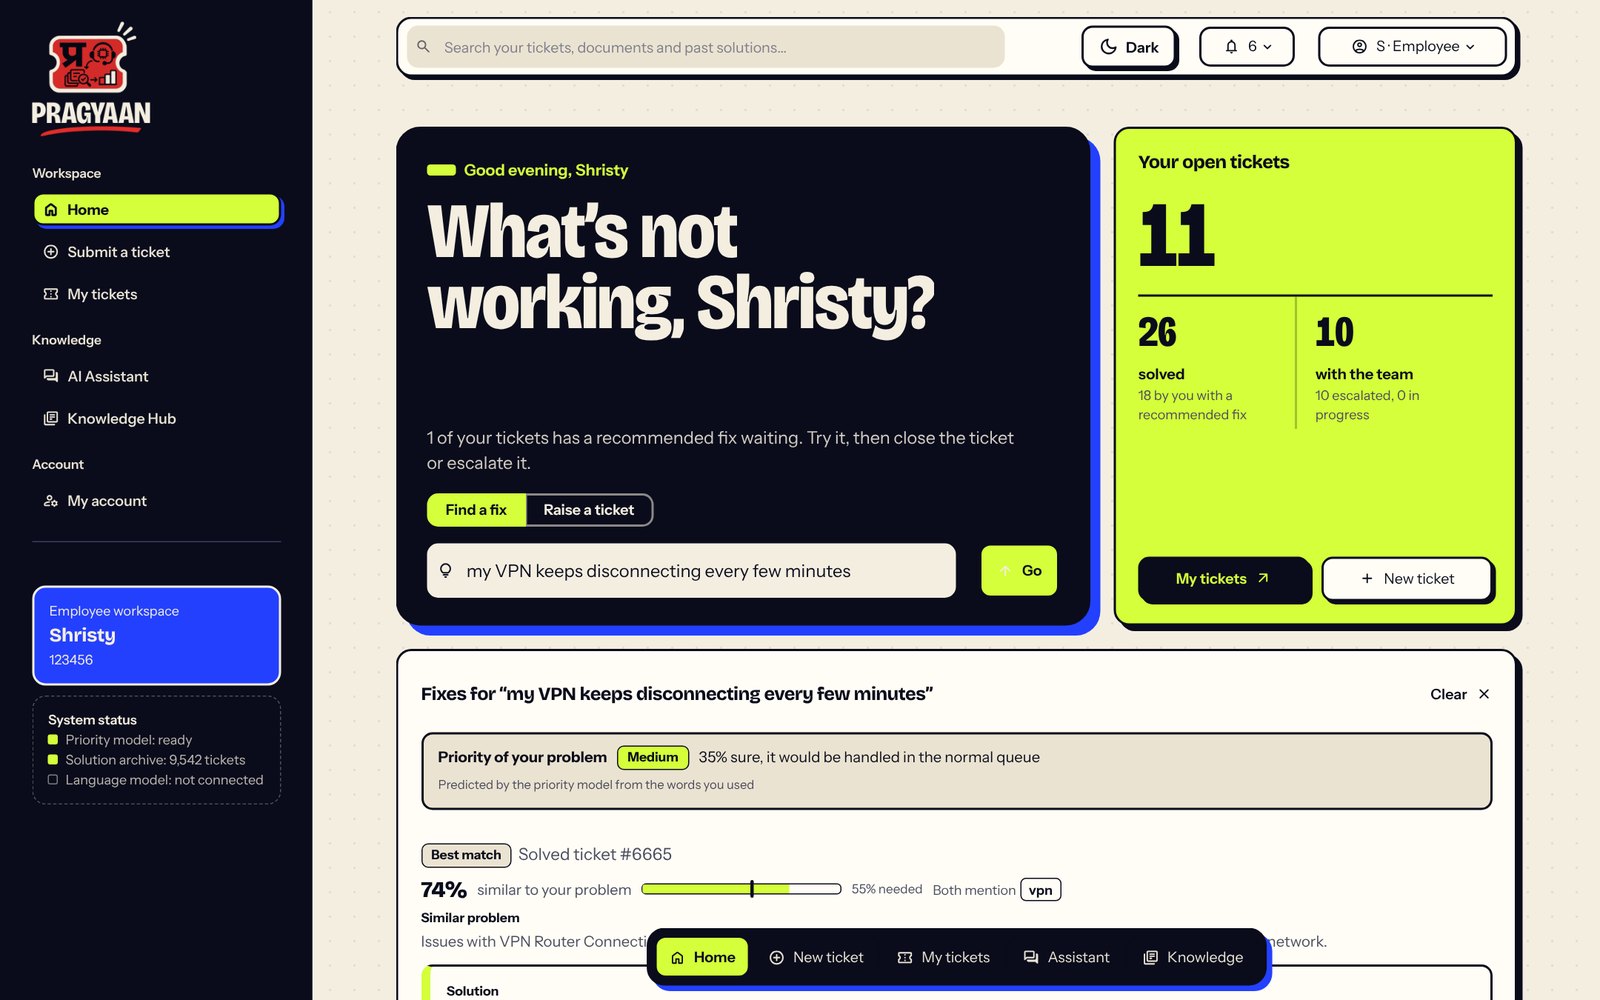 प्र
PRAGYAAN
Workspace
Home
Submit a ticket
My tickets
Knowledge
AI Assistant
Knowledge Hub
Account
My account
Employee workspace
Shristy
123456
System status
Priority model: ready
Solution archive: 9,542 tickets
Language model: not connected
Search your tickets, documents and past solutions...
Dark
6
S · Employee
Good evening, Shristy
What's not
working, Shristy?
1 of your tickets has a recommended fix waiting. Try it, then close the ticket
or escalate it.
Find a fix
Raise a ticket
my VPN keeps disconnecting every few minutes
Go
Your open tickets
11
26
solved
18 by you with a
recommended fix
10
with the team
10 escalated, 0 in
progress
My tickets
New ticket
Fixes for “my VPN keeps disconnecting every few minutes”
Clear
Priority of your problem Medium 35% sure, it would be handled in the normal queue
Predicted by the priority model from the words you used
Best match Solved ticket #6665
74% similar to your problem 55% needed Both mention vpn
Similar problem
Issues with VPN Router Connecti network.
Solution
Home
New ticket
My tickets
Assistant
Knowledge